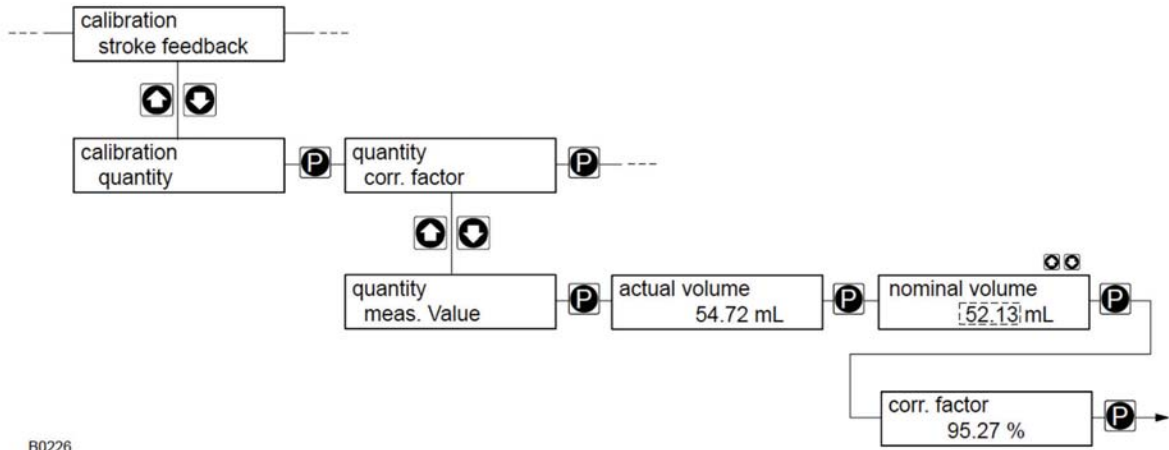 calibration
stroke feedback
calibration
quantity
P
quantity
corr. factor
P
quantity
meas. Value
P
actual volume
54.72 mL
P
nominal volume
52.13 mL
P
corr. factor
95.27 %
P
B0226